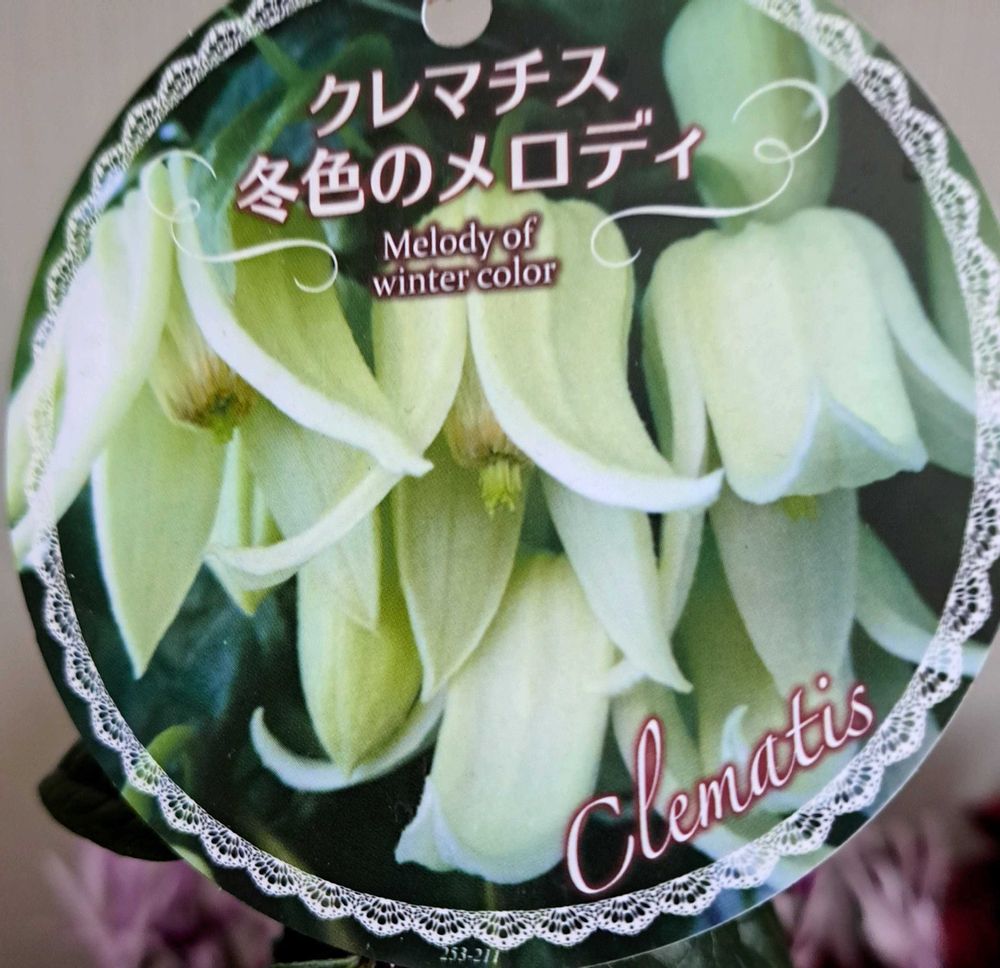 クレマチス
冬色のメロディ
Melody of
winter color
Clematis